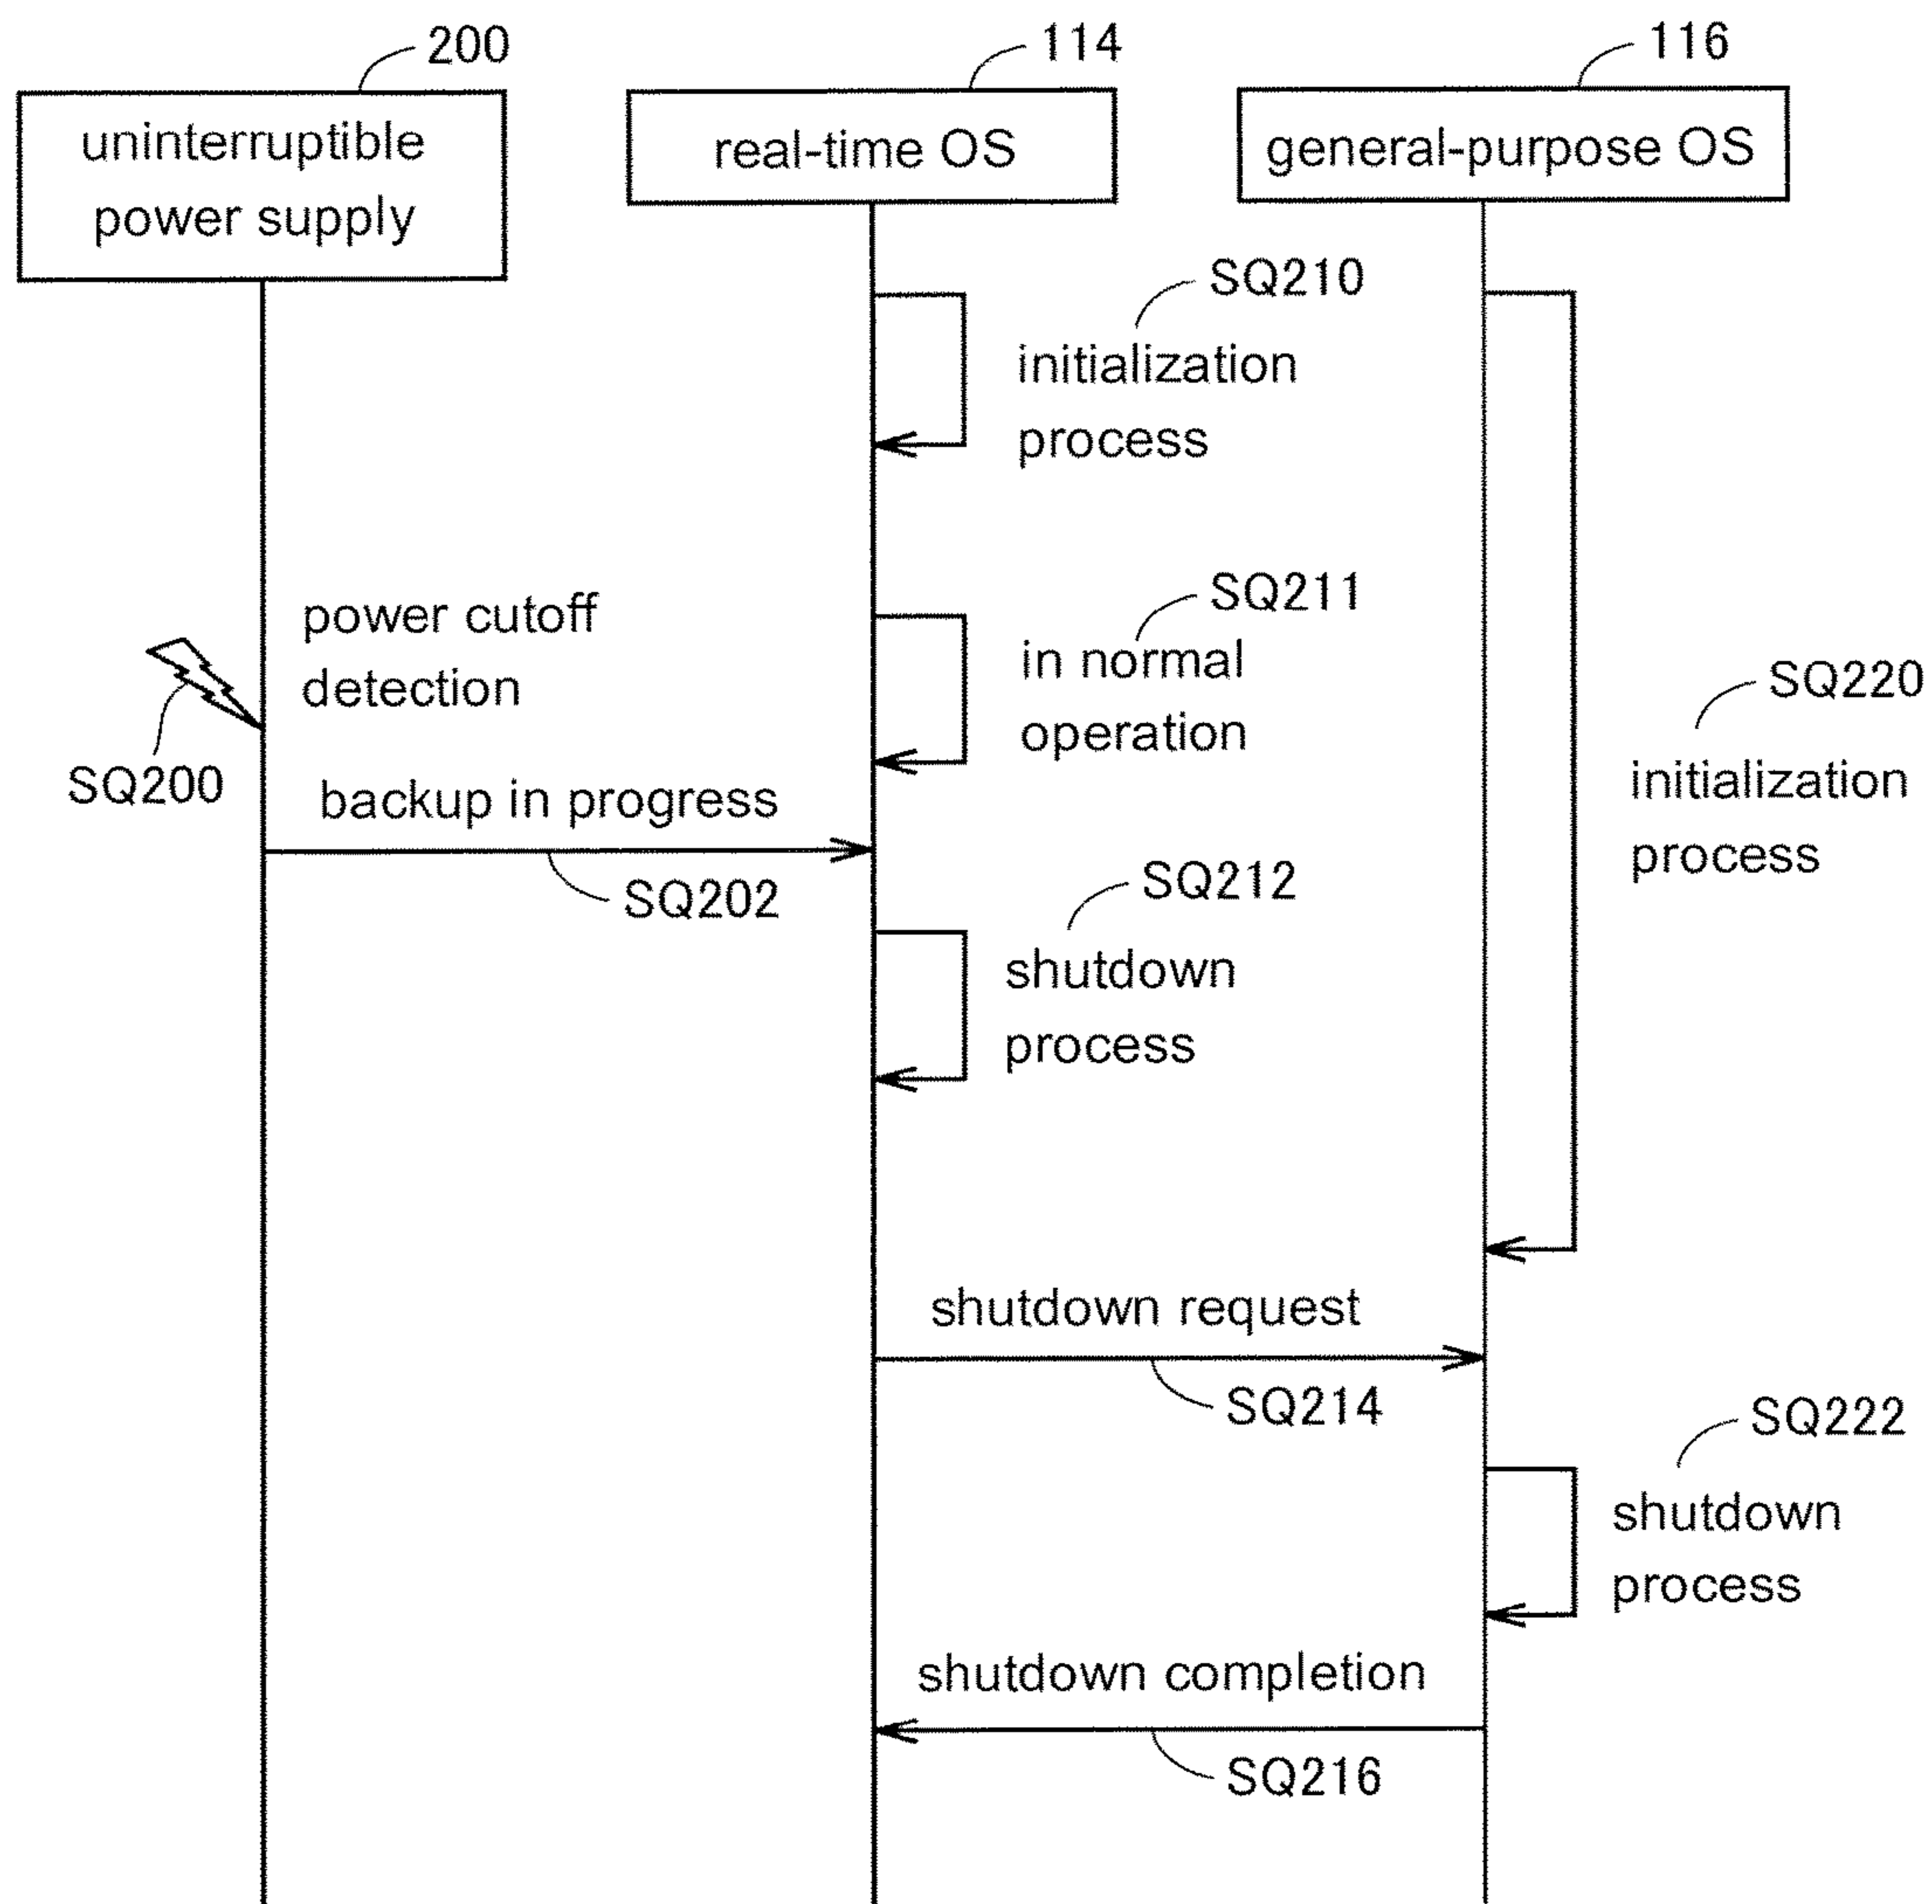 200
114
116
uninterruptible
power supply
real-time OS
general-purpose OS
SQ210
initialization
process
SQ211
in normal
operation
power cutoff
detection
SQ200
SQ220
initialization
process
backup in progress
SQ202
SQ212
shutdown
process
shutdown request
SQ214
SQ222
shutdown
process
shutdown completion
SQ216